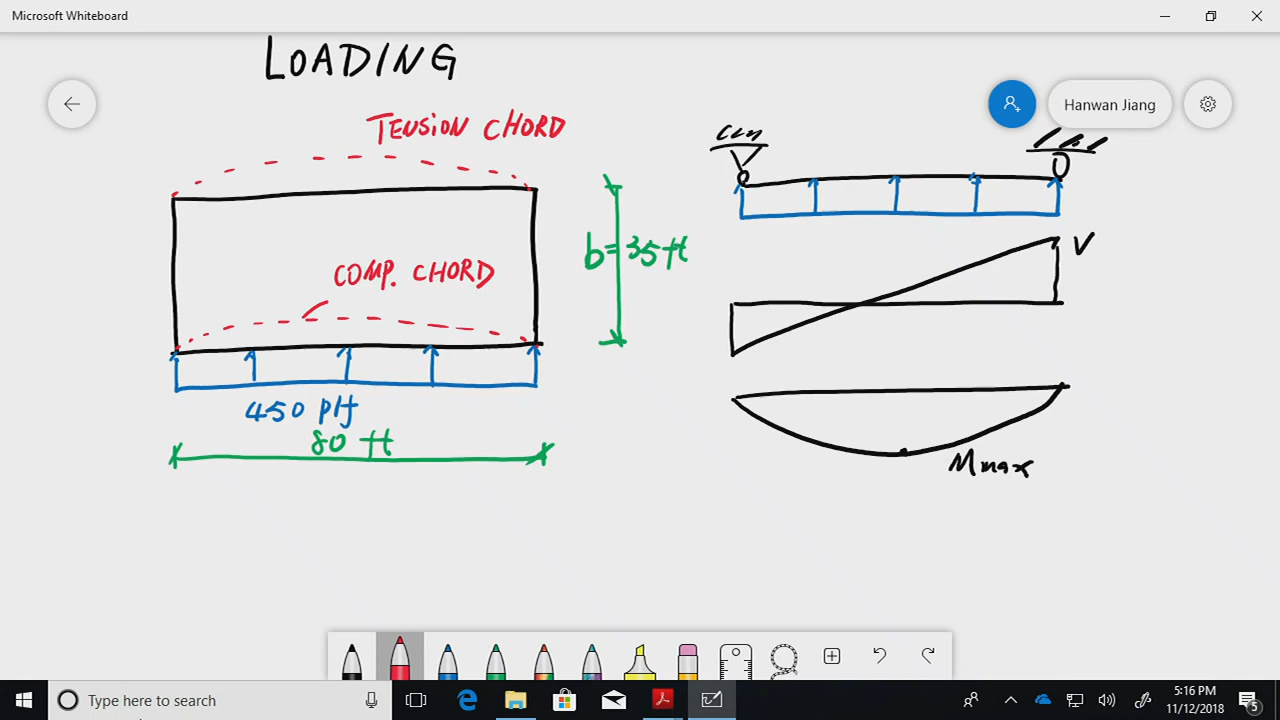 Microsoft Whiteboard
LOADING
Hanwan Jiang
TENSION CHORD
b=35ft
COMP. CHORD
V
450 plf
80 ft
Mmax
Type here to search
5:16 PM
11/12/2018
5